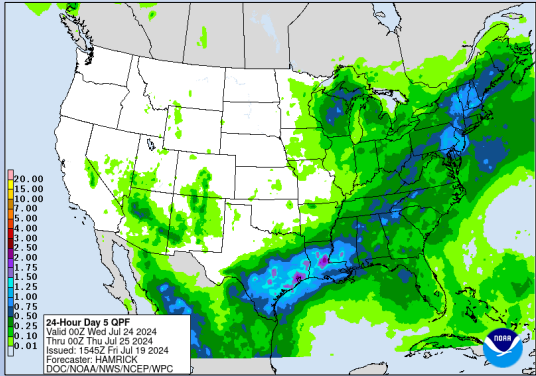 20.00
15.00
10.00
7.00
5.00
4.00
3.00
2.50
2.00
1.75
1.50
1.25
1.00
0.75
0.50
0.25
0.10
0.01
24-Hour Day 5 QPF
Valid 00Z Wed Jul 24 2024
Thru 00Z Thu Jul 25 2024
Issued: 1545Z Fri Jul 19 2024
Forecaster: HAMRICK
DOC/NOAA/NWS/NCEP/WPC
NOAA